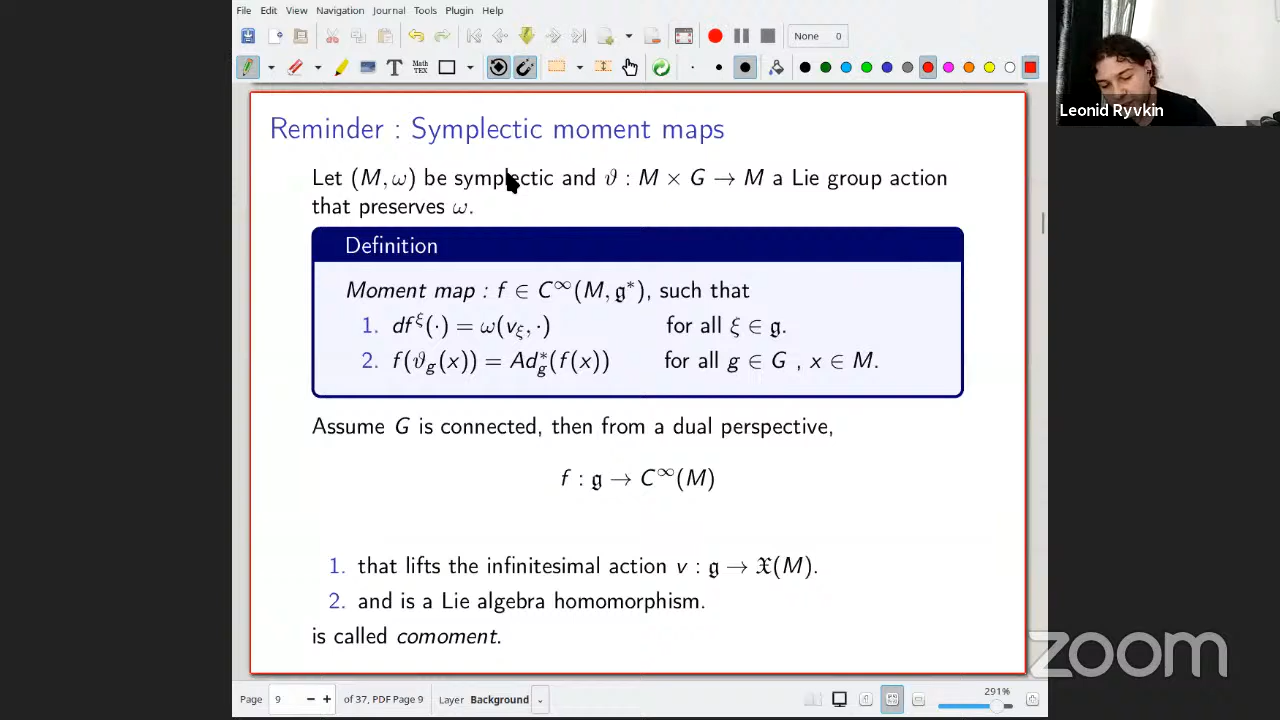 File Edit View Navigation Journal Tools Plugin Help
None 0
T Math TEX
Leonid Ryvkin
Reminder : Symplectic moment maps
Let (M, ω) be symplectic and ϑ : M × G → M a Lie group action
that preserves ω.
Definition
Moment map : f ∈ C^∞(M, 𝔤*), such that
1. df^ξ(·) = ω(v_ξ, ·) for all ξ ∈ 𝔤.
2. f(ϑ_g(x)) = Ad*_g(f(x)) for all g ∈ G , x ∈ M.
Assume G is connected, then from a dual perspective,
f : 𝔤 → C^∞(M)
1. that lifts the infinitesimal action v : 𝔤 → 𝔛(M).
2. and is a Lie algebra homomorphism.
is called comoment.
zoom
Page 9 − + of 37, PDF Page 9 Layer Background 291%